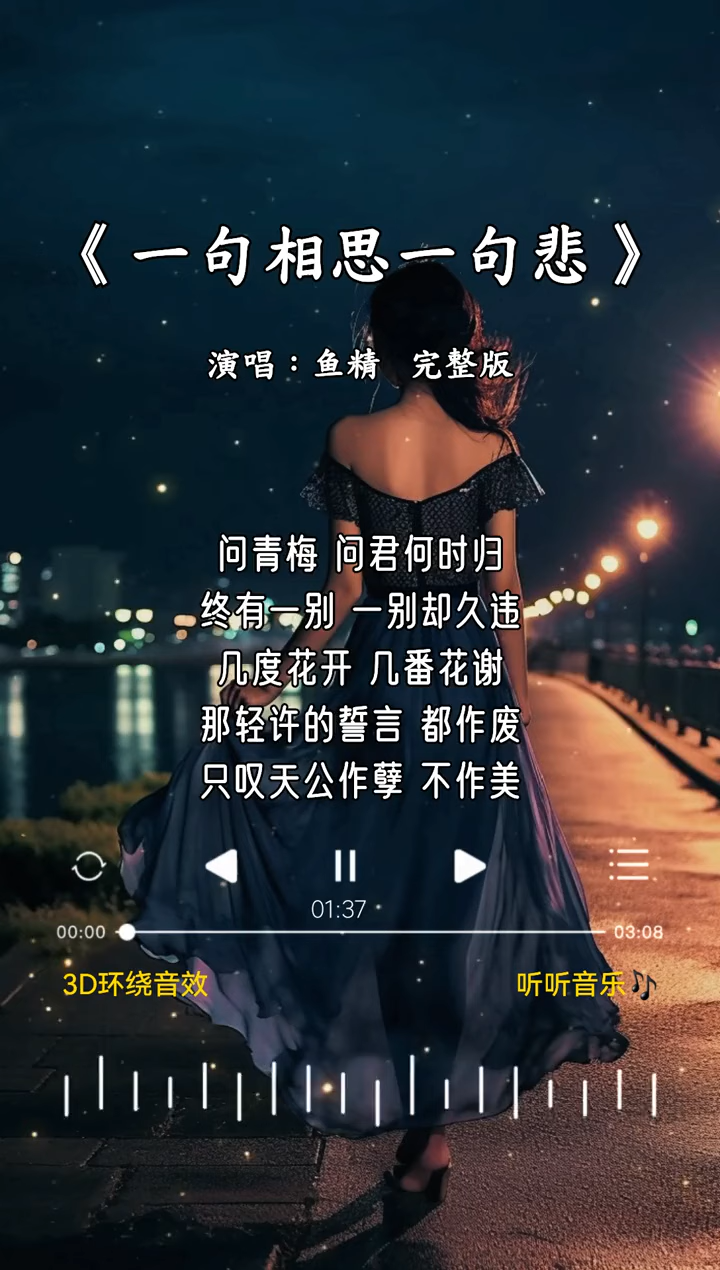 《一句相思一句悲》
演唱：鱼精 完整版
问青梅 问君何时归
终有一别 一别却久违
几度花开 几番花谢
那轻许的誓言 都作废
只叹天公作孽 不作美
01:37
00:00 03:08
3D环绕音效 听听音乐